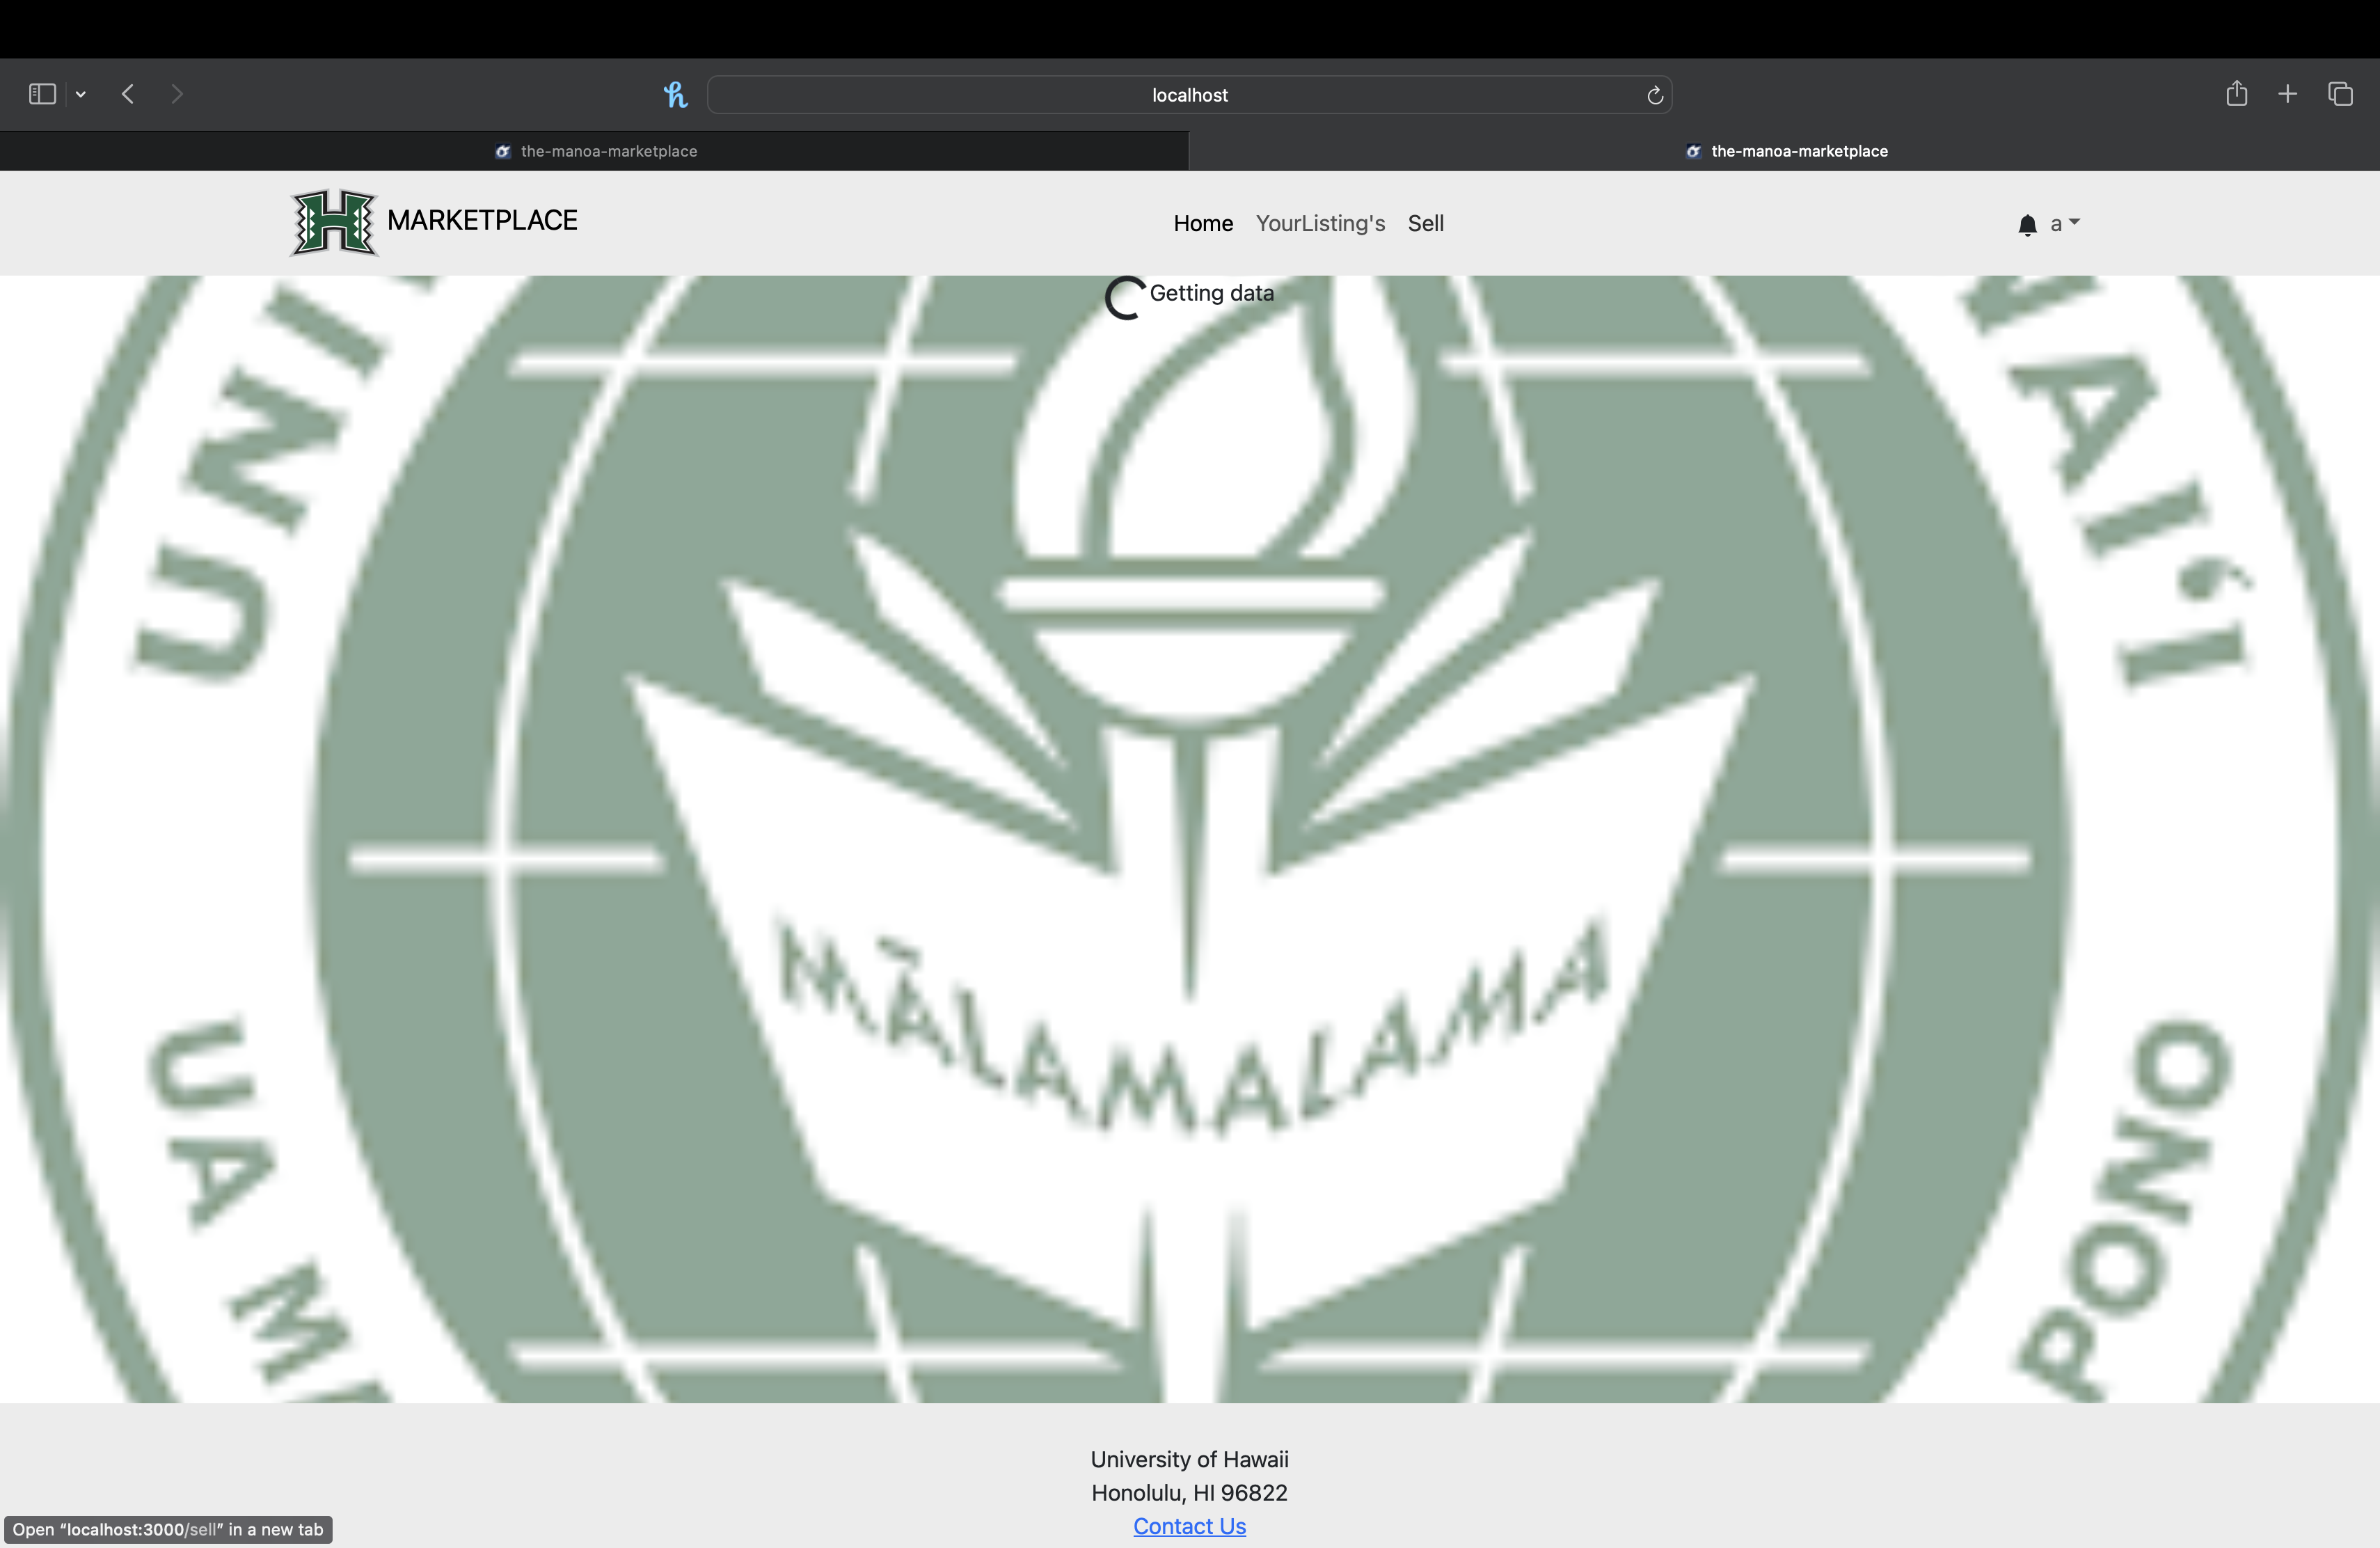 localhost
the-manoa-marketplace
the-manoa-marketplace
H MARKETPLACE
Home YourListing's Sell
a
Getting data
UNI
AIʻI
MĀLAMALAMA
UA M
PONO
University of Hawaii
Honolulu, HI 96822
Contact Us
Open “localhost:3000/sell” in a new tab